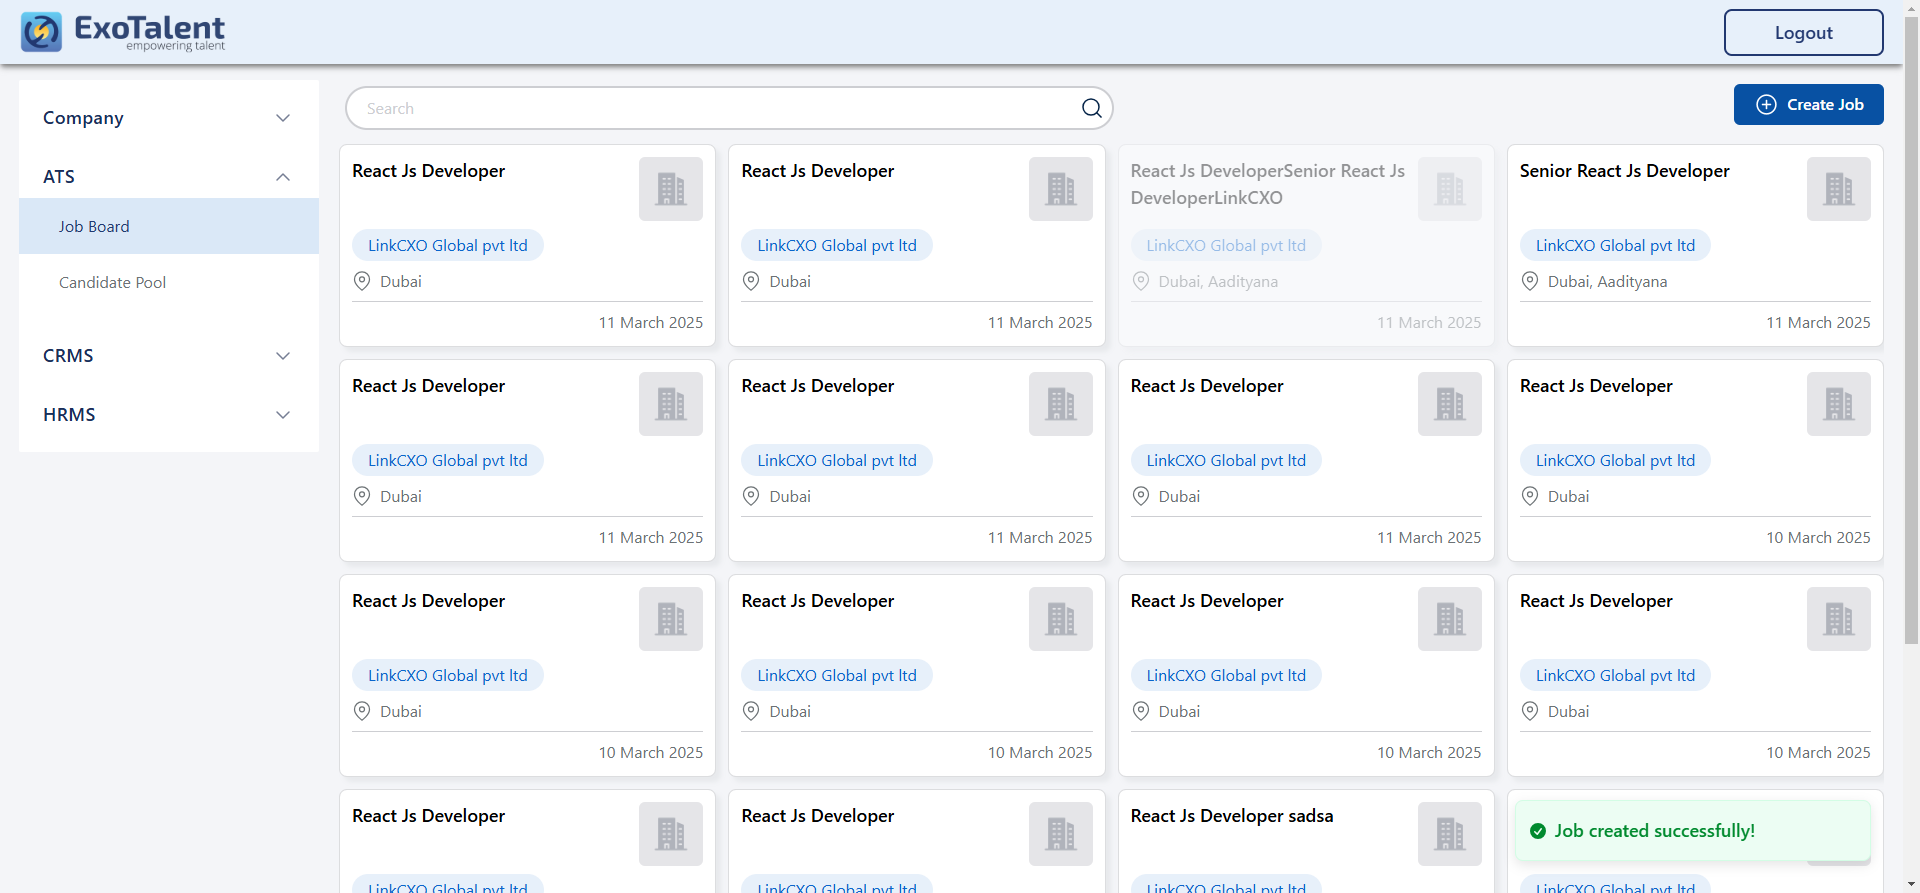 ExoTalent
empowering talent
Logout
Company
ATS
Job Board
Candidate Pool
CRMS
HRMS
Search
Create Job
React Js Developer
LinkCXO Global pvt ltd
Dubai
11 March 2025
React Js Developer
LinkCXO Global pvt ltd
Dubai
11 March 2025
React Js DeveloperSenior React Js
DeveloperLinkCXO
LinkCXO Global pvt ltd
Dubai, Aadityana
11 March 2025
Senior React Js Developer
LinkCXO Global pvt ltd
Dubai, Aadityana
11 March 2025
React Js Developer
LinkCXO Global pvt ltd
Dubai
11 March 2025
React Js Developer
LinkCXO Global pvt ltd
Dubai
11 March 2025
React Js Developer
LinkCXO Global pvt ltd
Dubai
11 March 2025
React Js Developer
LinkCXO Global pvt ltd
Dubai
10 March 2025
React Js Developer
LinkCXO Global pvt ltd
Dubai
10 March 2025
React Js Developer
LinkCXO Global pvt ltd
Dubai
10 March 2025
React Js Developer
LinkCXO Global pvt ltd
Dubai
10 March 2025
React Js Developer
LinkCXO Global pvt ltd
Dubai
10 March 2025
React Js Developer
LinkCXO Global pvt ltd
React Js Developer
LinkCXO Global pvt ltd
React Js Developer sadsa
LinkCXO Global pvt ltd
Job created successfully!
LinkCXO Global pvt ltd